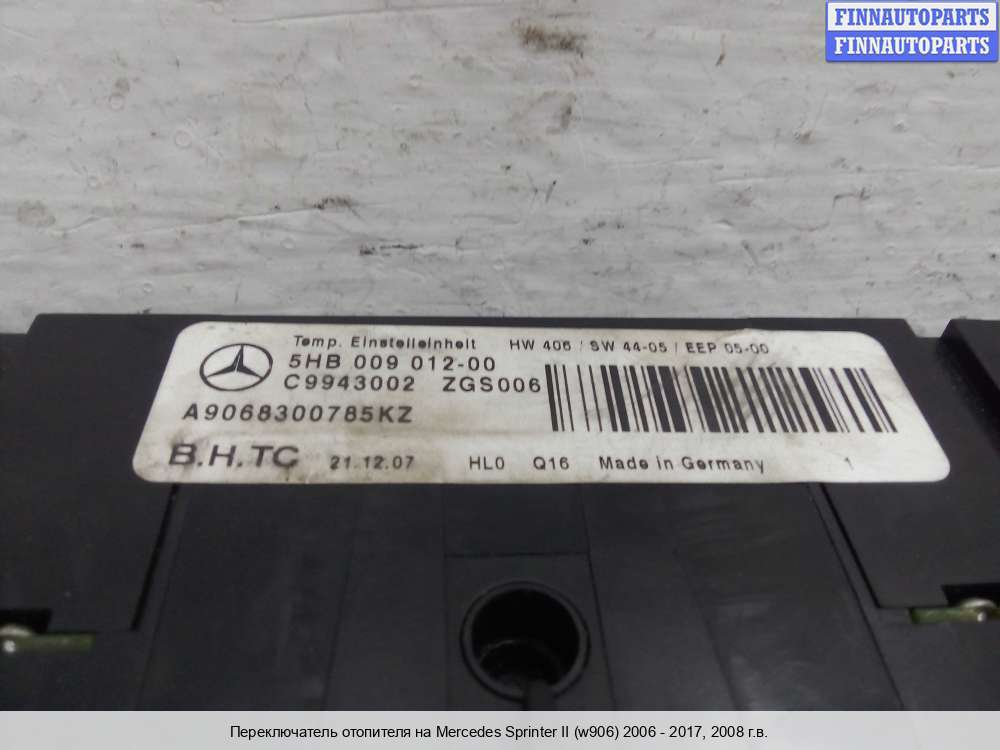 FINNAUTOPARTS
FINNAUTOPARTS
Temp. Einstelleinheit HW 406 / SW 44-05 / EEP 05-00
5HB 009 012-00
C9943002 ZGS006
A9068300785KZ
B.H.TC 21.12.07 HL0 Q16 Made in Germany 1
Переключатель отопителя на Mercedes Sprinter II (w906) 2006 - 2017, 2008 г.в.